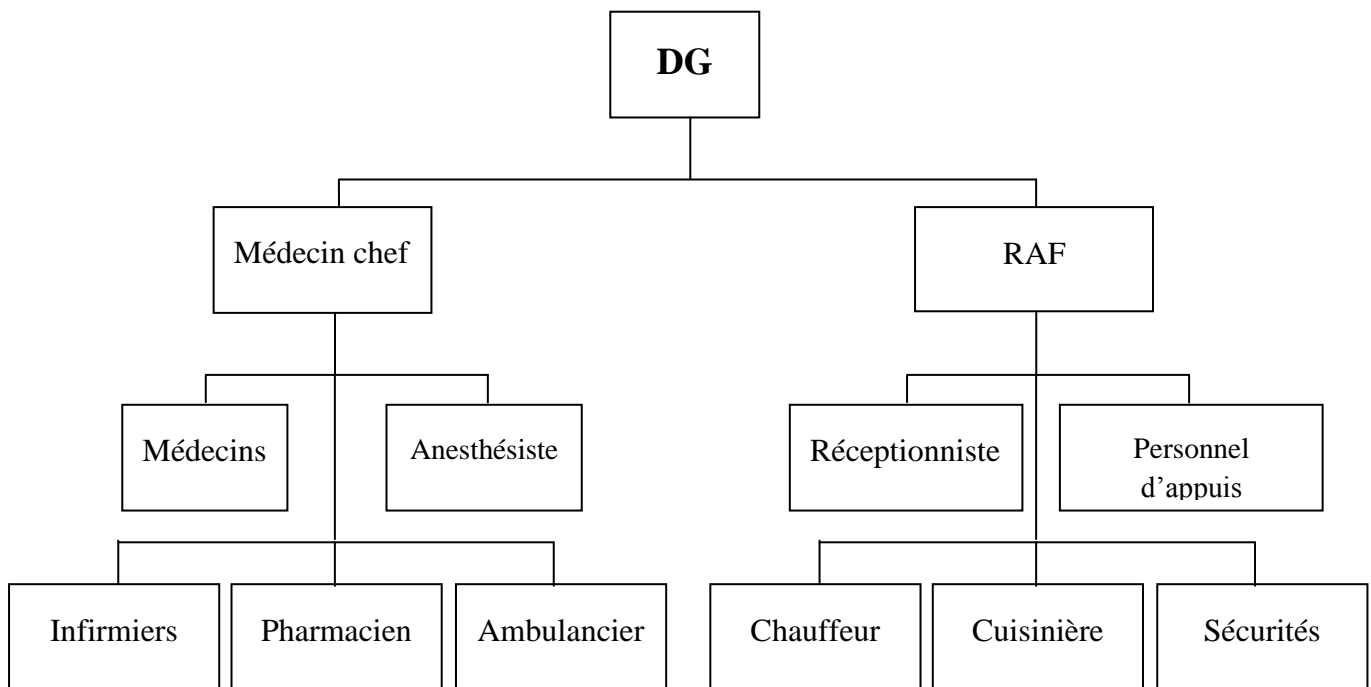 DG
Médecin chef
RAF
Médecins
Anesthésiste
Réceptionniste
Personnel
d’appuis
Infirmiers
Pharmacien
Ambulancier
Chauffeur
Cuisinière
Sécurités